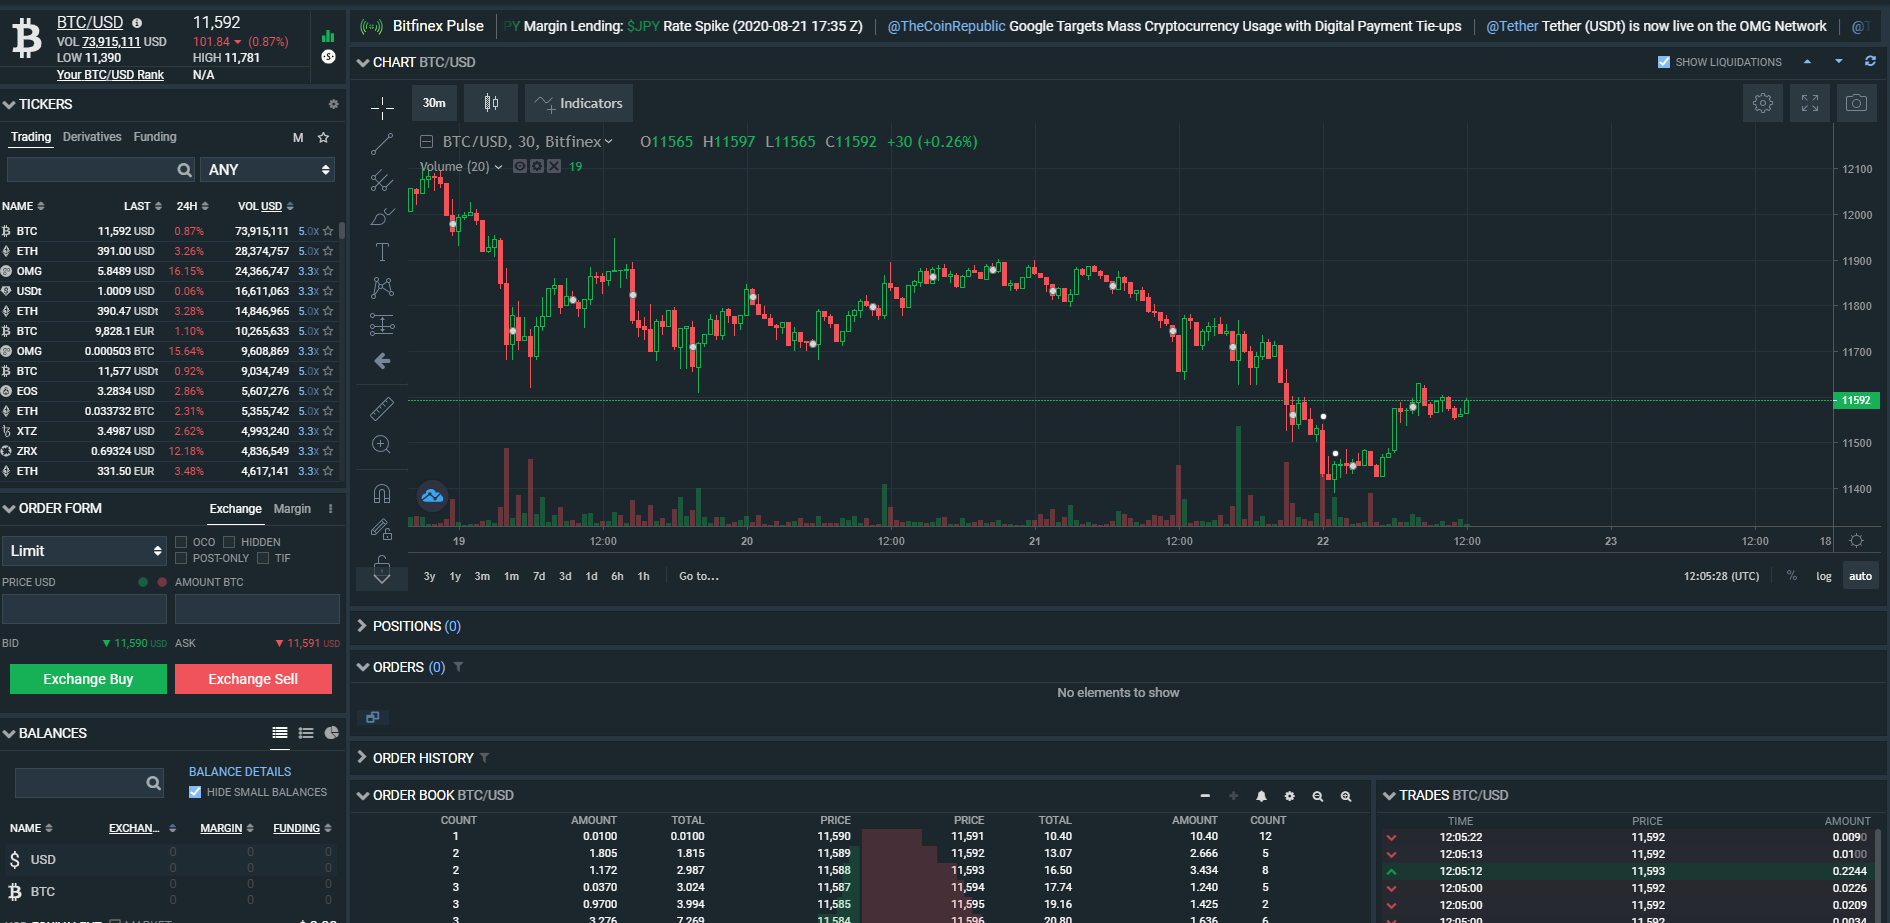 BTC/USD
11,592
VOL 73,915,111 USD
101.84 (0.87%)
LOW 11,390
HIGH 11,781
Your BTC/USD Rank
N/A
Bitfinex Pulse
PY Margin Lending: $JPY Rate Spike (2020-08-21 17:35 Z)
@TheCoinRepublic Google Targets Mass Cryptocurrency Usage with Digital Payment Tie-ups
@Tether Tether (USDt) is now live on the OMG Network
TICKERS
Trading Derivatives Funding M
ANY
NAME LAST 24H VOL USD
BTC 11,592 USD 0.87% 73,915,111 5.0x
ETH 391.00 USD 3.26% 28,374,757 5.0x
OMG 5.8489 USD 16.15% 24,366,747 3.3x
USDt 1.0009 USD 0.06% 16,611,063 3.3x
ETH 390.47 USDt 3.28% 14,846,965 5.0x
BTC 9,828.1 EUR 1.10% 10,265,633 5.0x
OMG 0.000503 BTC 15.64% 9,608,869 3.3x
BTC 11,577 USDt 0.92% 9,034,749 5.0x
EOS 3.2834 USD 2.86% 5,607,276 5.0x
ETH 0.033732 BTC 2.31% 5,355,742 5.0x
XTZ 3.4987 USD 2.62% 4,993,240 3.3x
ZRX 0.69324 USD 12.18% 4,836,549 3.3x
ETH 331.50 EUR 3.48% 4,617,141 3.3x
ORDER FORM
Exchange Margin
Limit
OCO HIDDEN
POST-ONLY TIF
PRICE USD
AMOUNT BTC
BID 11,590 USD
ASK 11,591 USD
Exchange Buy
Exchange Sell
BALANCES
BALANCE DETAILS
HIDE SMALL BALANCES
NAME EXCHAN... MARGIN FUNDING
USD
0 0 0
0 0 0
BTC
0 0 0
0 0 0
CHART BTC/USD
SHOW LIQUIDATIONS
30m
Indicators
BTC/USD, 30, Bitfinex
O11565 H11597 L11565 C11592 +30 (+0.26%)
Volume (20) 19
12100
12000
11900
11800
11700
11592
11500
11400
19 12:00 20 12:00 21 12:00 22 12:00 23 12:00 18
3y 1y 3m 1m 7d 3d 1d 6h 1h Go to...
12:05:28 (UTC) % log auto
POSITIONS (0)
ORDERS (0)
No elements to show
ORDER HISTORY
ORDER BOOK BTC/USD
COUNT AMOUNT TOTAL PRICE PRICE TOTAL AMOUNT COUNT
1 0.0100 0.0100 11,590 11,591 10.40 10.40 12
2 1.805 1.815 11,589 11,592 13.07 2.666 5
2 1.172 2.987 11,588 11,593 16.50 3.434 8
3 0.0370 3.024 11,587 11,594 17.74 1.240 5
3 0.9700 3.994 11,585 11,595 19.16 1.425 2
3 3.276 7.269 11,584 11,596 20.80 1.636 6
TRADES BTC/USD
TIME PRICE AMOUNT
12:05:22 11,592 0.0090
12:05:13 11,592 0.0100
12:05:12 11,593 0.2244
12:05:00 11,592 0.0226
12:05:00 11,592 0.0209
12:05:00 11,592 0.0034